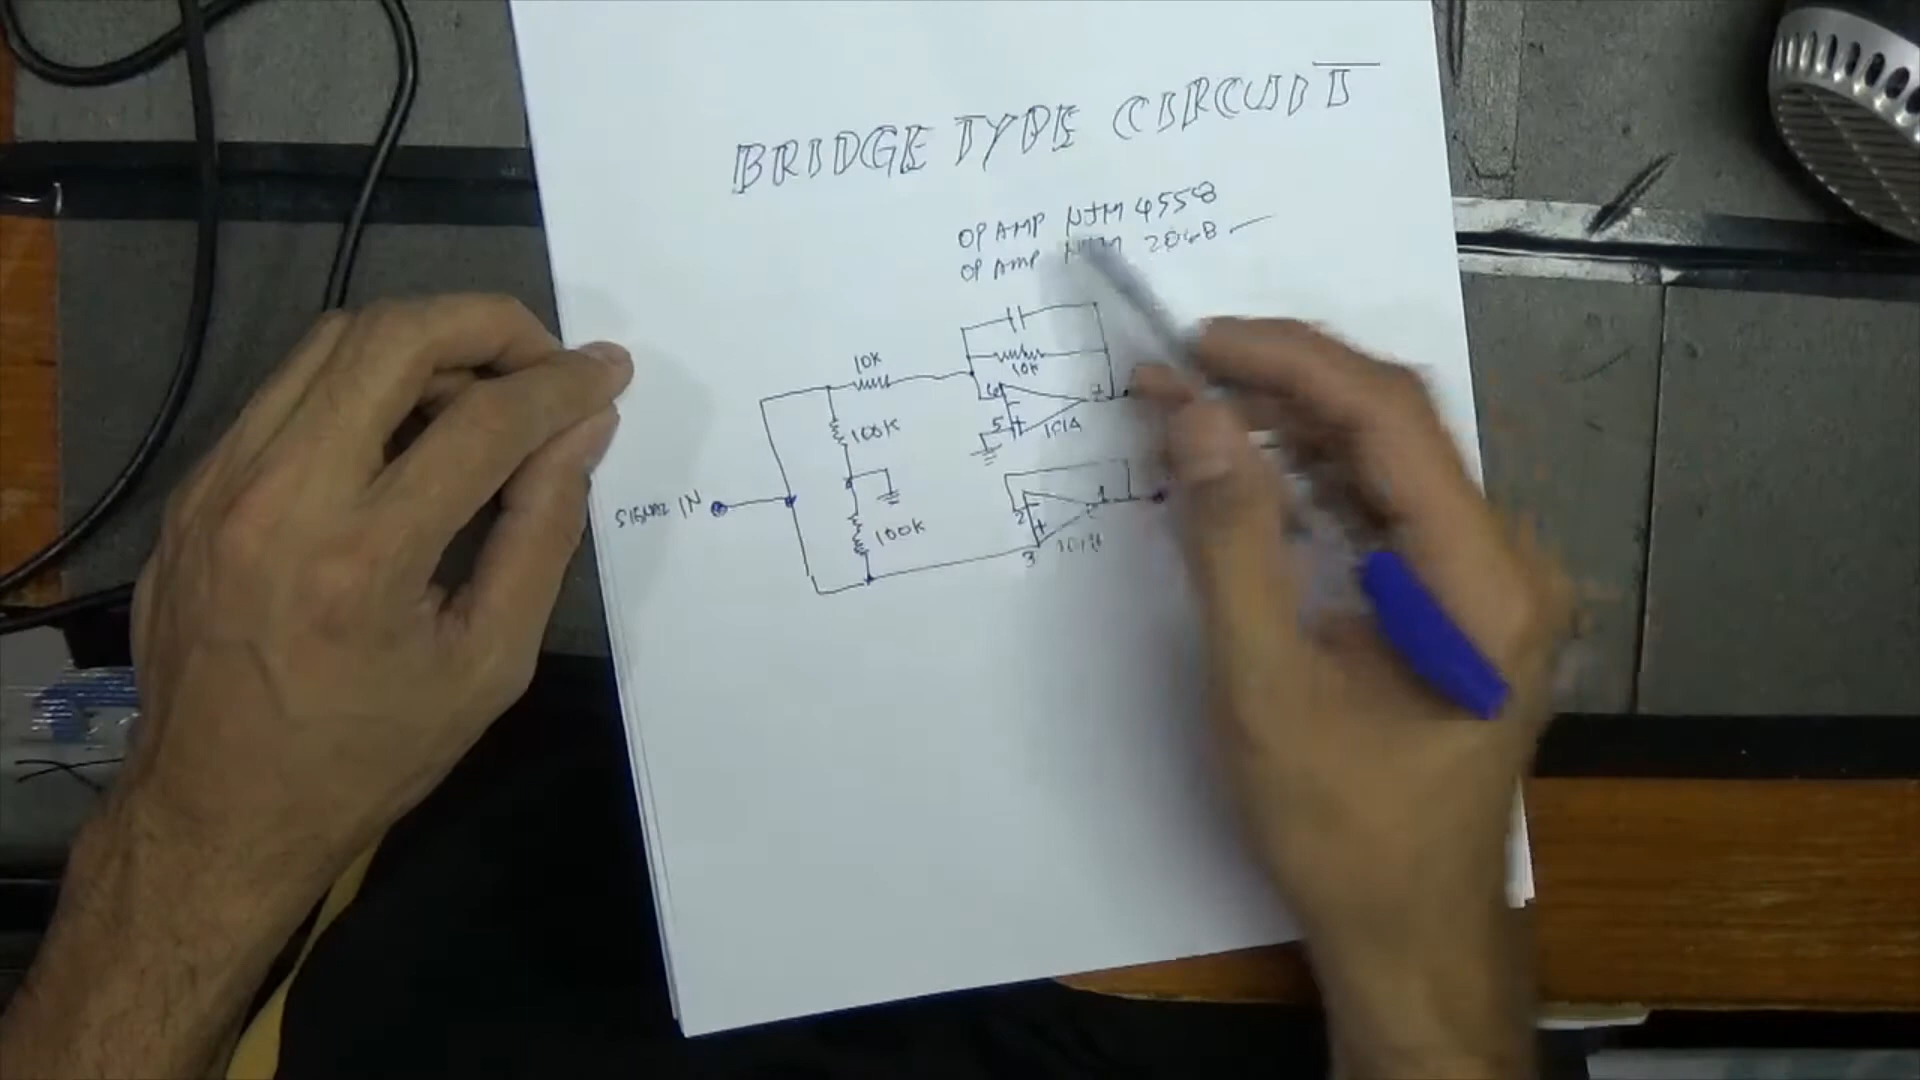 BRIDGE TYPE CIRCUIT
OP AMP NJM 4558
OP AMP 2068
10K
10K
6
7
100K
5
IC1A
SIGNAL IN
2
1
100K
3